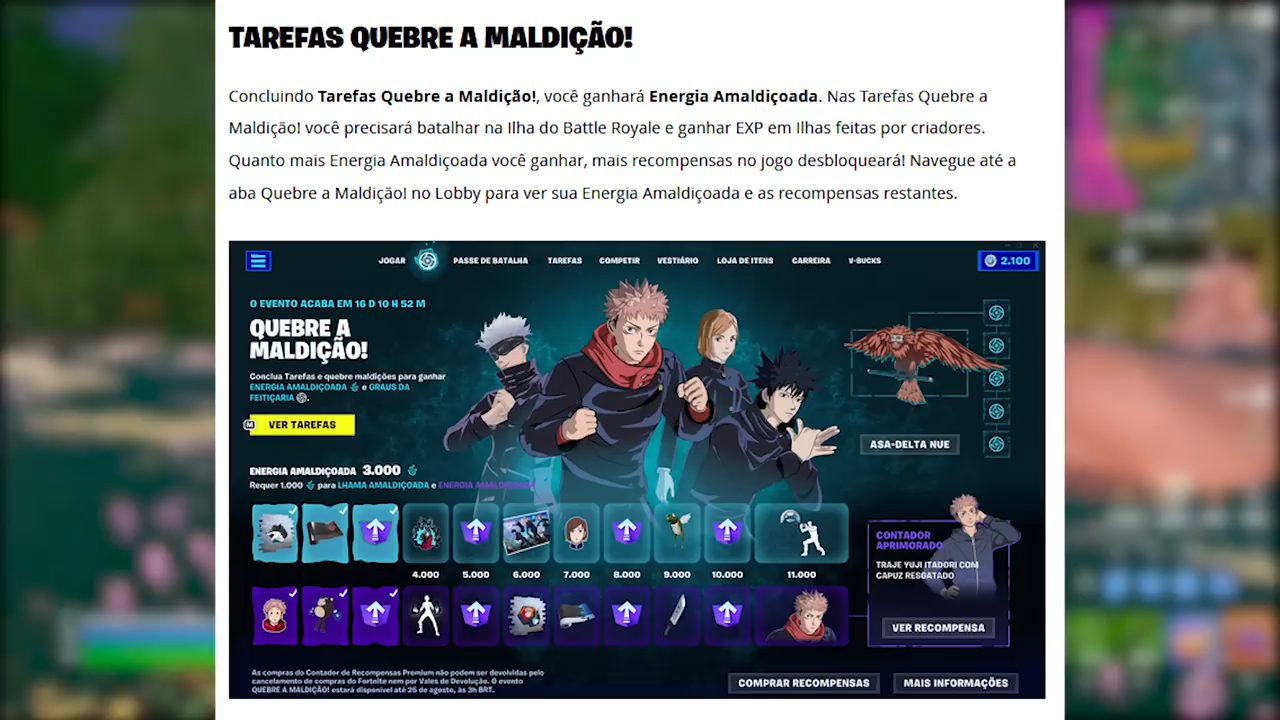 TAREFAS QUEBRE A MALDIÇÃO!
Concluindo Tarefas Quebre a Maldição!, você ganhará Energia Amaldiçoada. Nas Tarefas Quebre a
Maldição! você precisará batalhar na Ilha do Battle Royale e ganhar EXP em Ilhas feitas por criadores.
Quanto mais Energia Amaldiçoada você ganhar, mais recompensas no jogo desbloqueará! Navegue até a
aba Quebre a Maldição! no Lobby para ver sua Energia Amaldiçoada e as recompensas restantes.
JOGAR PASSE DE BATALHA TAREFAS COMPETIR VESTIÁRIO LOJA DE ITENS CARREIRA V-BUCKS 2.100
O EVENTO ACABA EM 16 D 10 H 52 M
QUEBRE A
MALDIÇÃO!
Conclua Tarefas e quebre maldições para ganhar
ENERGIA AMALDIÇOADA e GRAUS DA
FEITIÇARIA.
M VER TAREFAS
ASA-DELTA NUE
ENERGIA AMALDIÇOADA 3.000
Requer 1.000 para LHAMA AMALDIÇOADA e ENERGIA AMALDIÇOADA
4.000 5.000 6.000 7.000 8.000 9.000 10.000 11.000
CONTADOR
APRIMORADO
TRAJE YUJI ITADORI COM
CAPUZ RESGATADO
VER RECOMPENSA
As compras do Contador de Recompensas Premium não podem ser devolvidas pelo
cancelamento de compras do Fortnite nem por Vales de Devolução. O evento
QUEBRE A MALDIÇÃO! estará disponível até 25 de agosto, às 3h BRT.
COMPRAR RECOMPENSAS MAIS INFORMAÇÕES